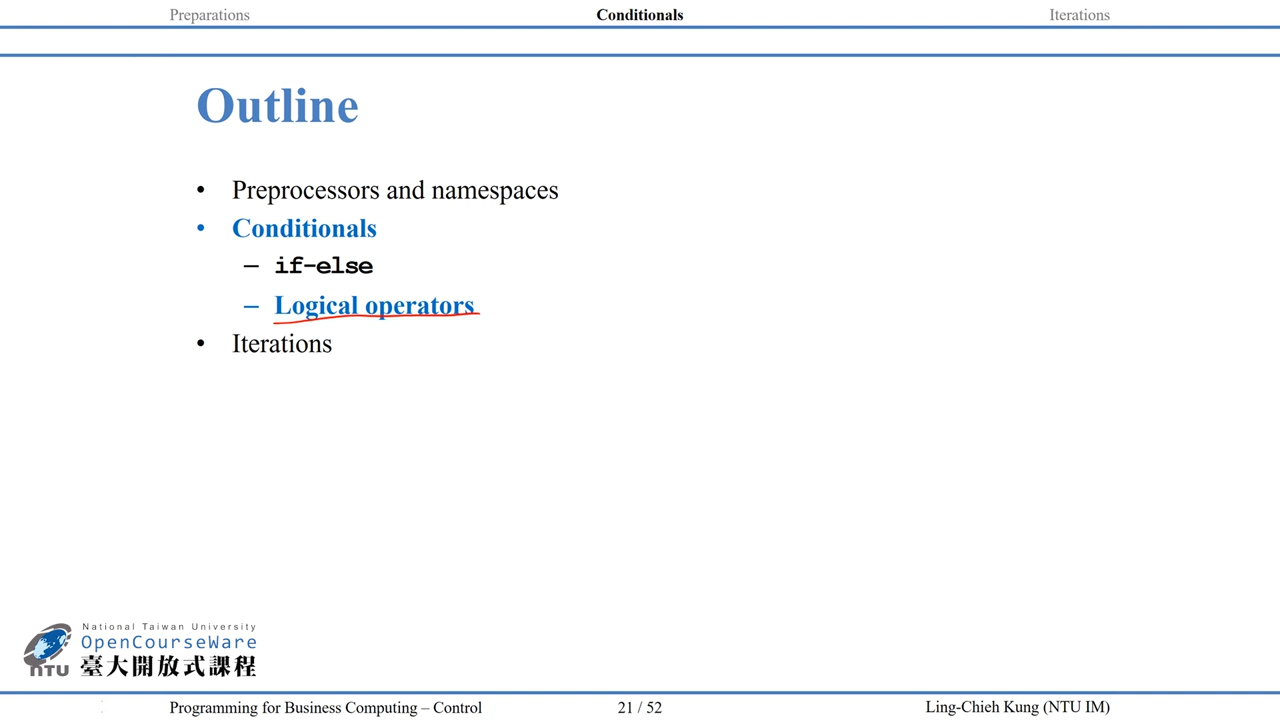 Preparations Conditionals Iterations
Outline
• Preprocessors and namespaces
• Conditionals
– if-else
– Logical operators
• Iterations
National Taiwan University
OpenCourseWare
NTU 臺大開放式課程
Programming for Business Computing – Control 21 / 52 Ling-Chieh Kung (NTU IM)